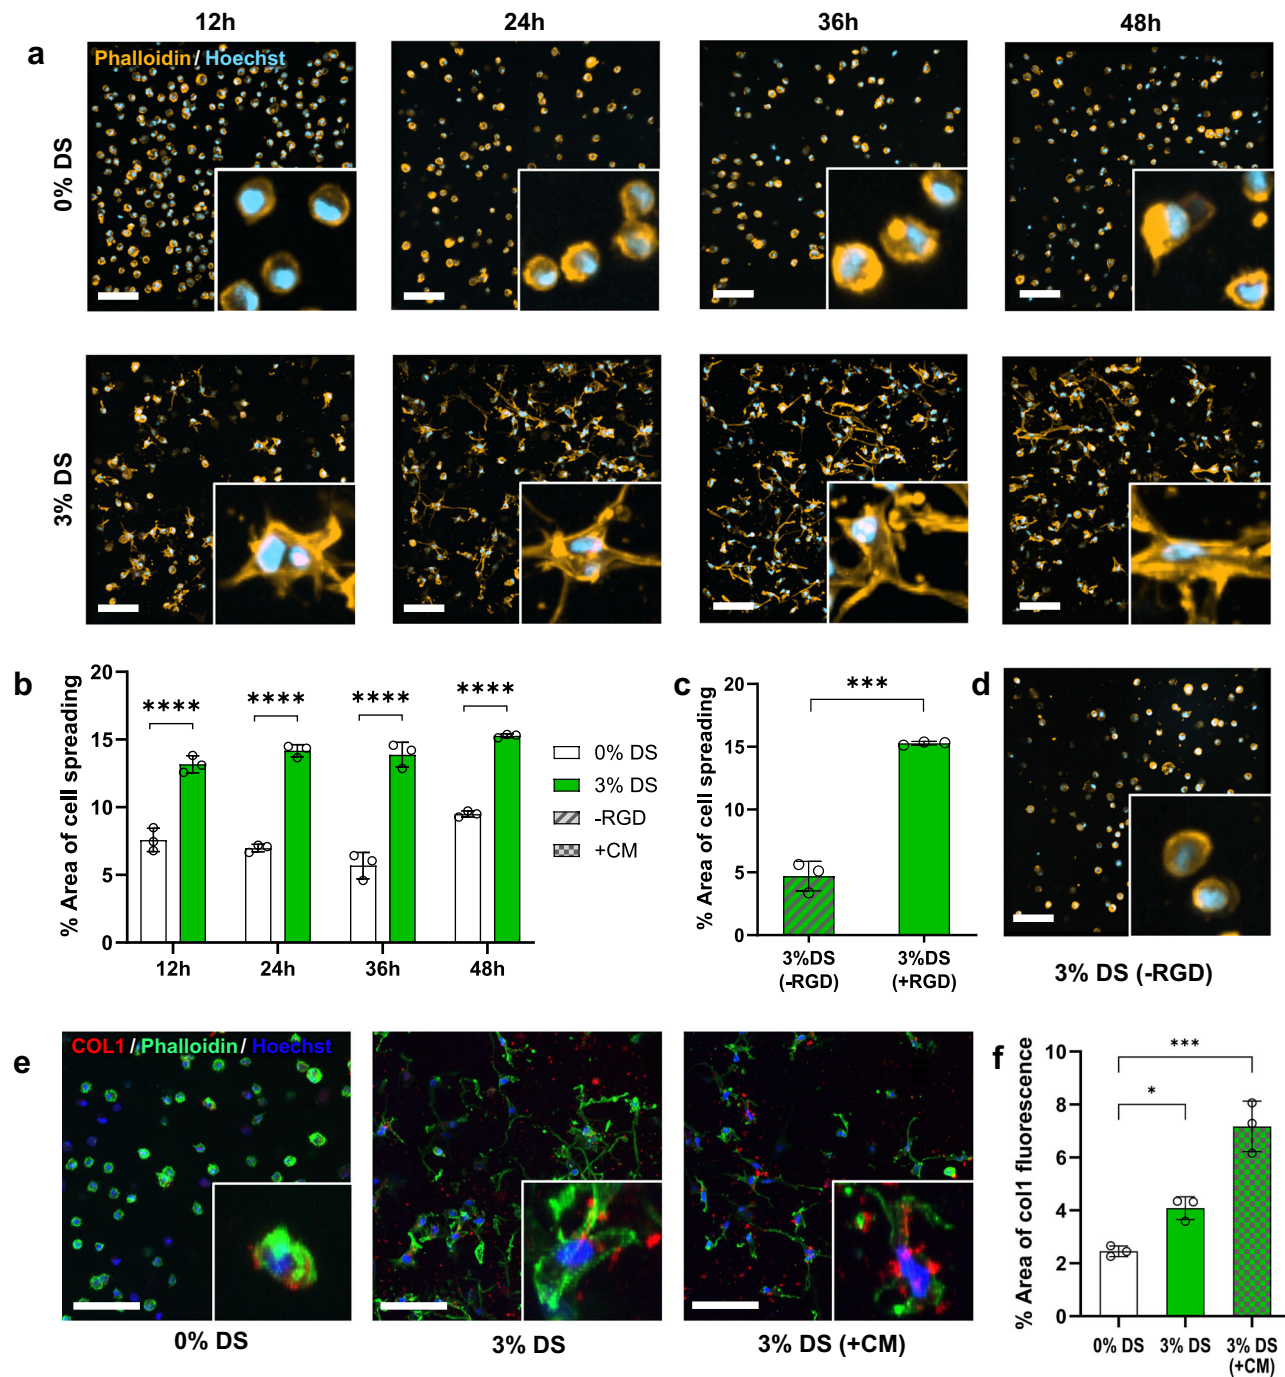 12h 24h 36h 48h
a
Phalloidin/Hoechst
0% DS
3% DS
b
% Area of cell spreading
20
15
10
5
0
**** **** **** ****
12h 24h 36h 48h
0% DS
3% DS
-RGD
+CM
c
% Area of cell spreading
20
15
10
5
0
***
3%DS
(-RGD)
3%DS
(+RGD)
d
3% DS (-RGD)
e
COL1/Phalloidin/Hoechst
0% DS
3% DS
3% DS (+CM)
f
% Area of col1 fluorescence
10
8
6
4
2
0
***
*
0% DS
3% DS
3% DS
(+CM)